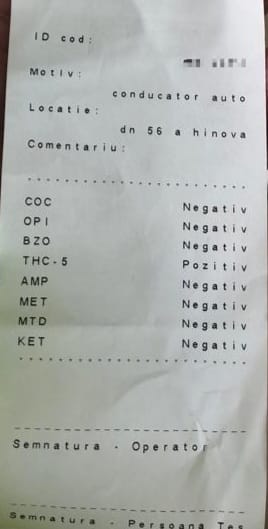 ID cod:
Motiv:
conducator auto
Locatie:
dn 56 a hinova
Comentariu:
COC Negativ
OPI Negativ
BZO Negativ
THC-5 Pozitiv
AMP Negativ
MET Negativ
MTD Negativ
KET Negativ
Semnatura - Operator
Semnatura - Persoana Tes